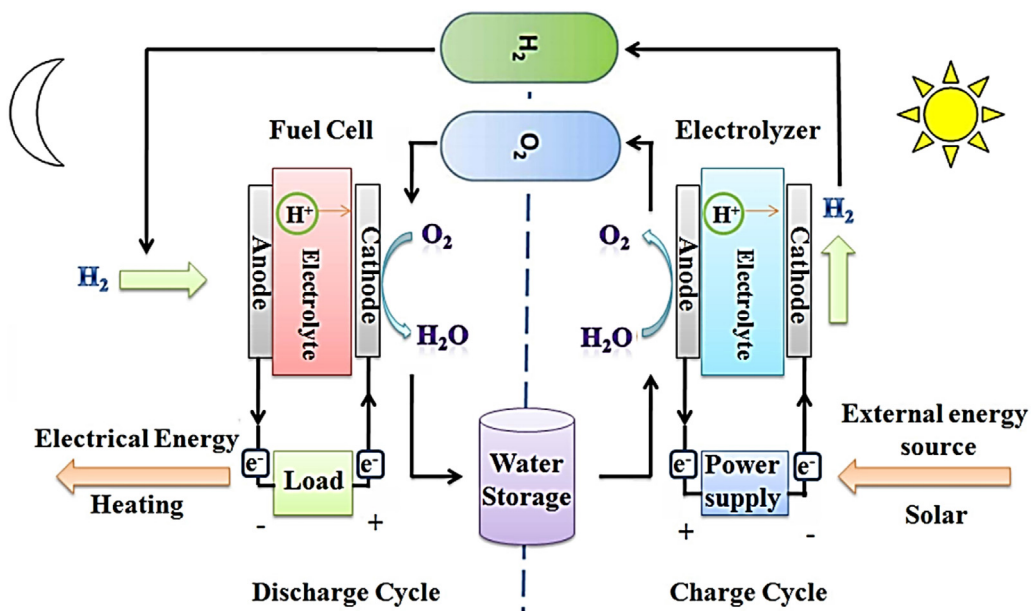 H₂
O₂
Fuel Cell
Electrolyzer
H⁺
Anode
Electrolyte
Cathode
H₂
O₂
H₂O
O₂
H₂O
H⁺
Anode
Electrolyte
Cathode
H₂
Electrical Energy
Heating
e⁻
Load
e⁻
- +
Water
Storage
e⁻
Power
supply
e⁻
+ -
External energy
source
Solar
Discharge Cycle
Charge Cycle